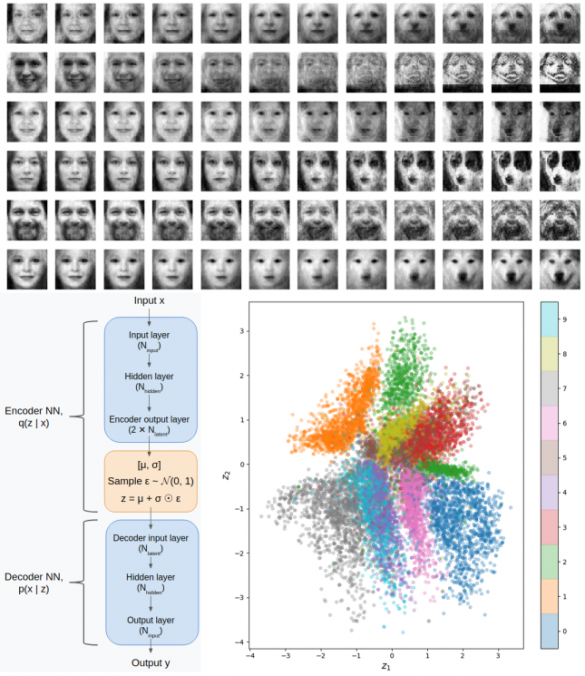 Input x
Input layer
(N_input)
Hidden layer
(N_hidden)
Encoder output layer
(2 × N_latent)
Encoder NN,
q(z | x)
[μ, σ]
Sample ε ~ 𝒩(0, 1)
z = μ + σ ⊙ ε
Decoder input layer
(N_latent)
Hidden layer
(N_hidden)
Output layer
(N_input)
Decoder NN,
p(x | z)
Output y
3
2
1
0
−1
−2
−3
−4
z₂
−4 −3 −2 −1 0 1 2 3
z₁
9
8
7
6
5
4
3
2
1
0